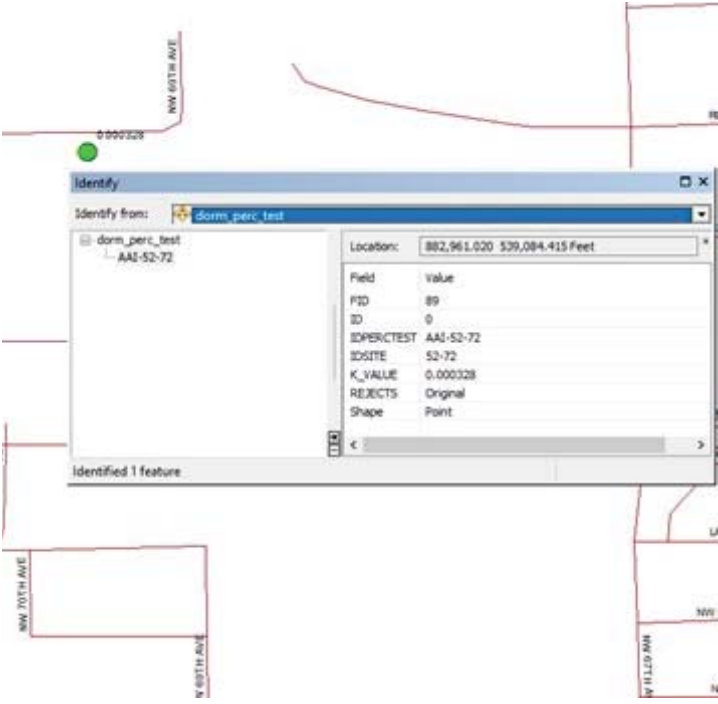 NW 69TH AVE
0.000328
Identify
Identify from: dorm_perc_test
dorm_perc_test
AAI-52-72
Location: 882,961.020 539,084.415 Feet
Field Value
FID 89
ID 0
IDPERCTEST AAI-52-72
IDSITE 52-72
K_VALUE 0.000328
REJECTS Original
Shape Point
Identified 1 feature
NW 70TH AVE
69TH AVE
NW
NW 67TH A